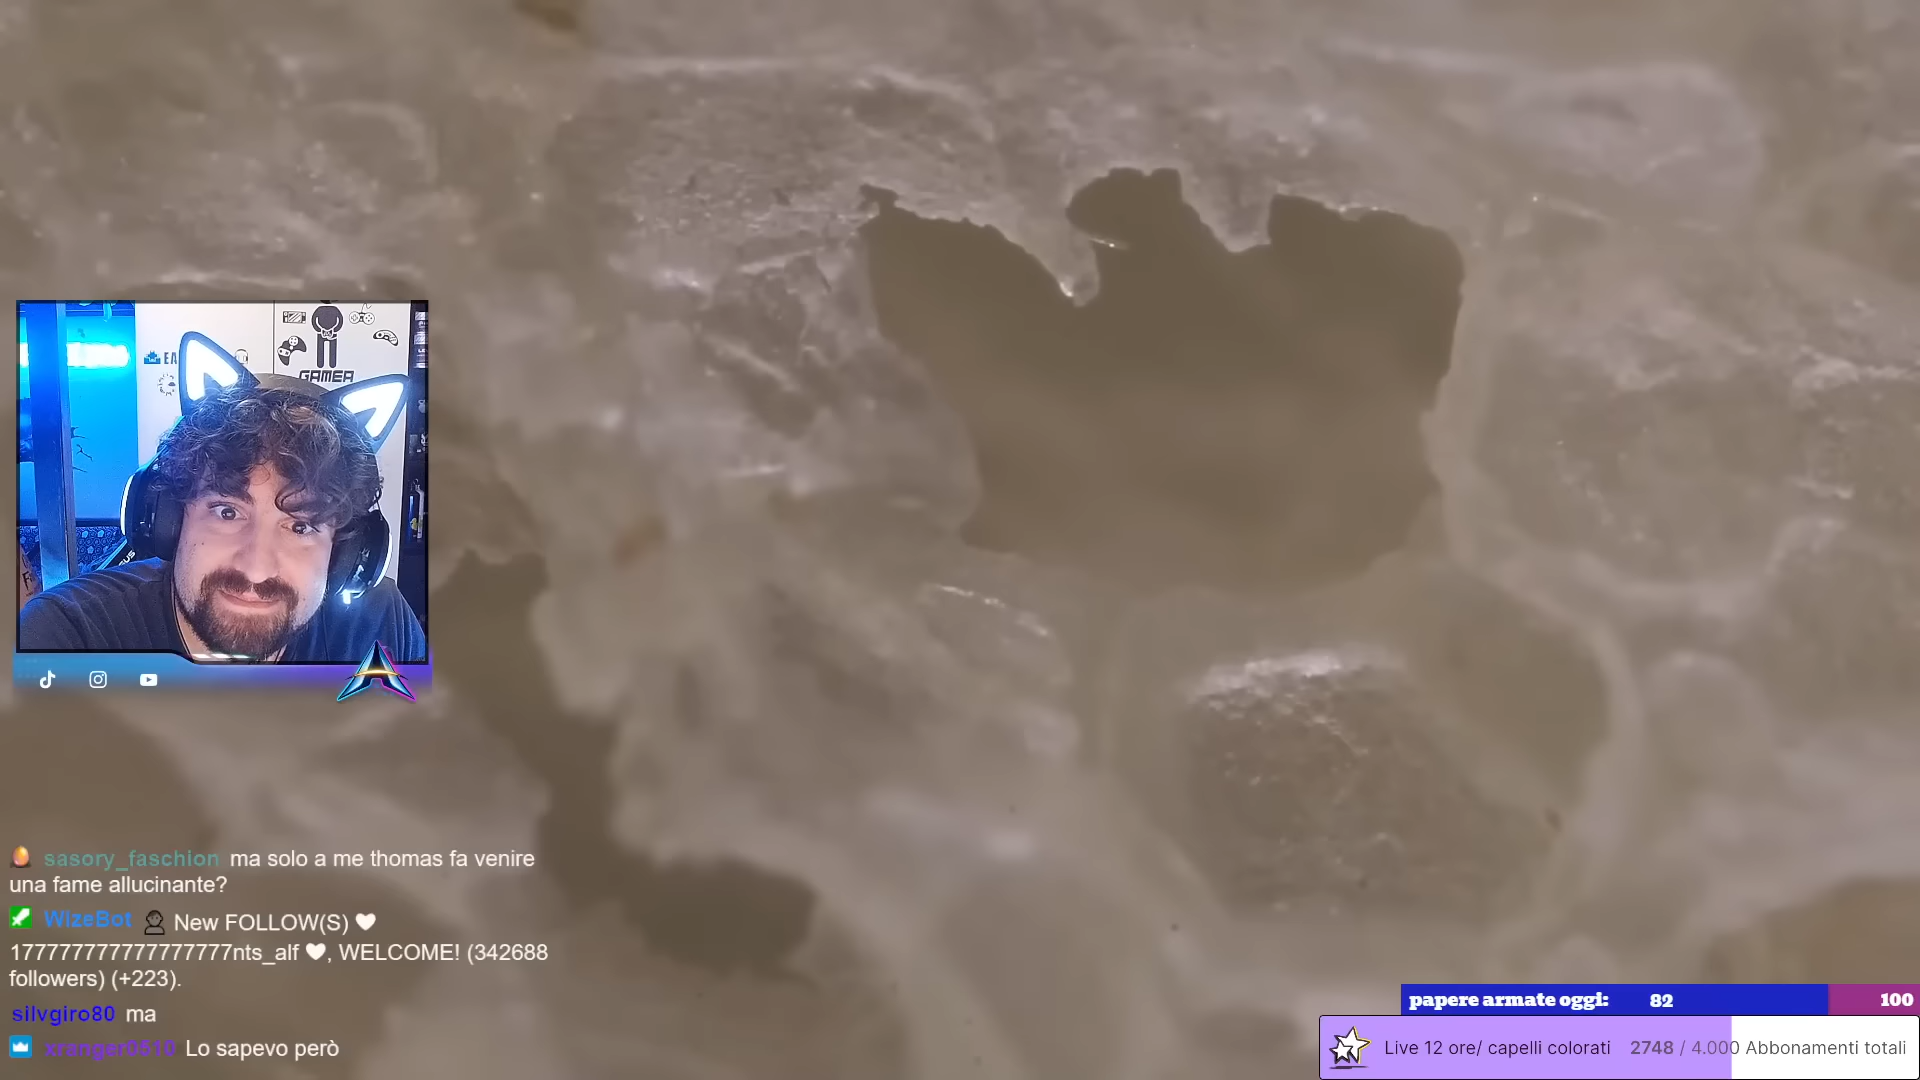 EA
GAMEA
sasory_faschion ma solo a me thomas fa venire
una fame allucinante?
WizeBot New FOLLOW(S)
177777777777777777nts_alf , WELCOME! (342688
followers) (+223).
silvgiro80 ma
xranger0510 Lo sapevo però
papere armate oggi: 82 100
Live 12 ore/ capelli colorati 2748 / 4.000 Abbonamenti totali